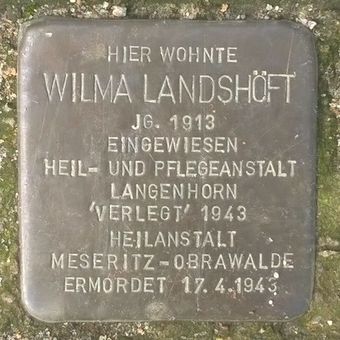 HIER WOHNTE
WILMA LANDSHÖFT
JG. 1913
EINGEWIESEN
HEIL- UND PFLEGEANSTALT
LANGENHORN
'VERLEGT' 1943
HEILANSTALT
MESERITZ-OBRAWALDE
ERMORDET 17.4.1943